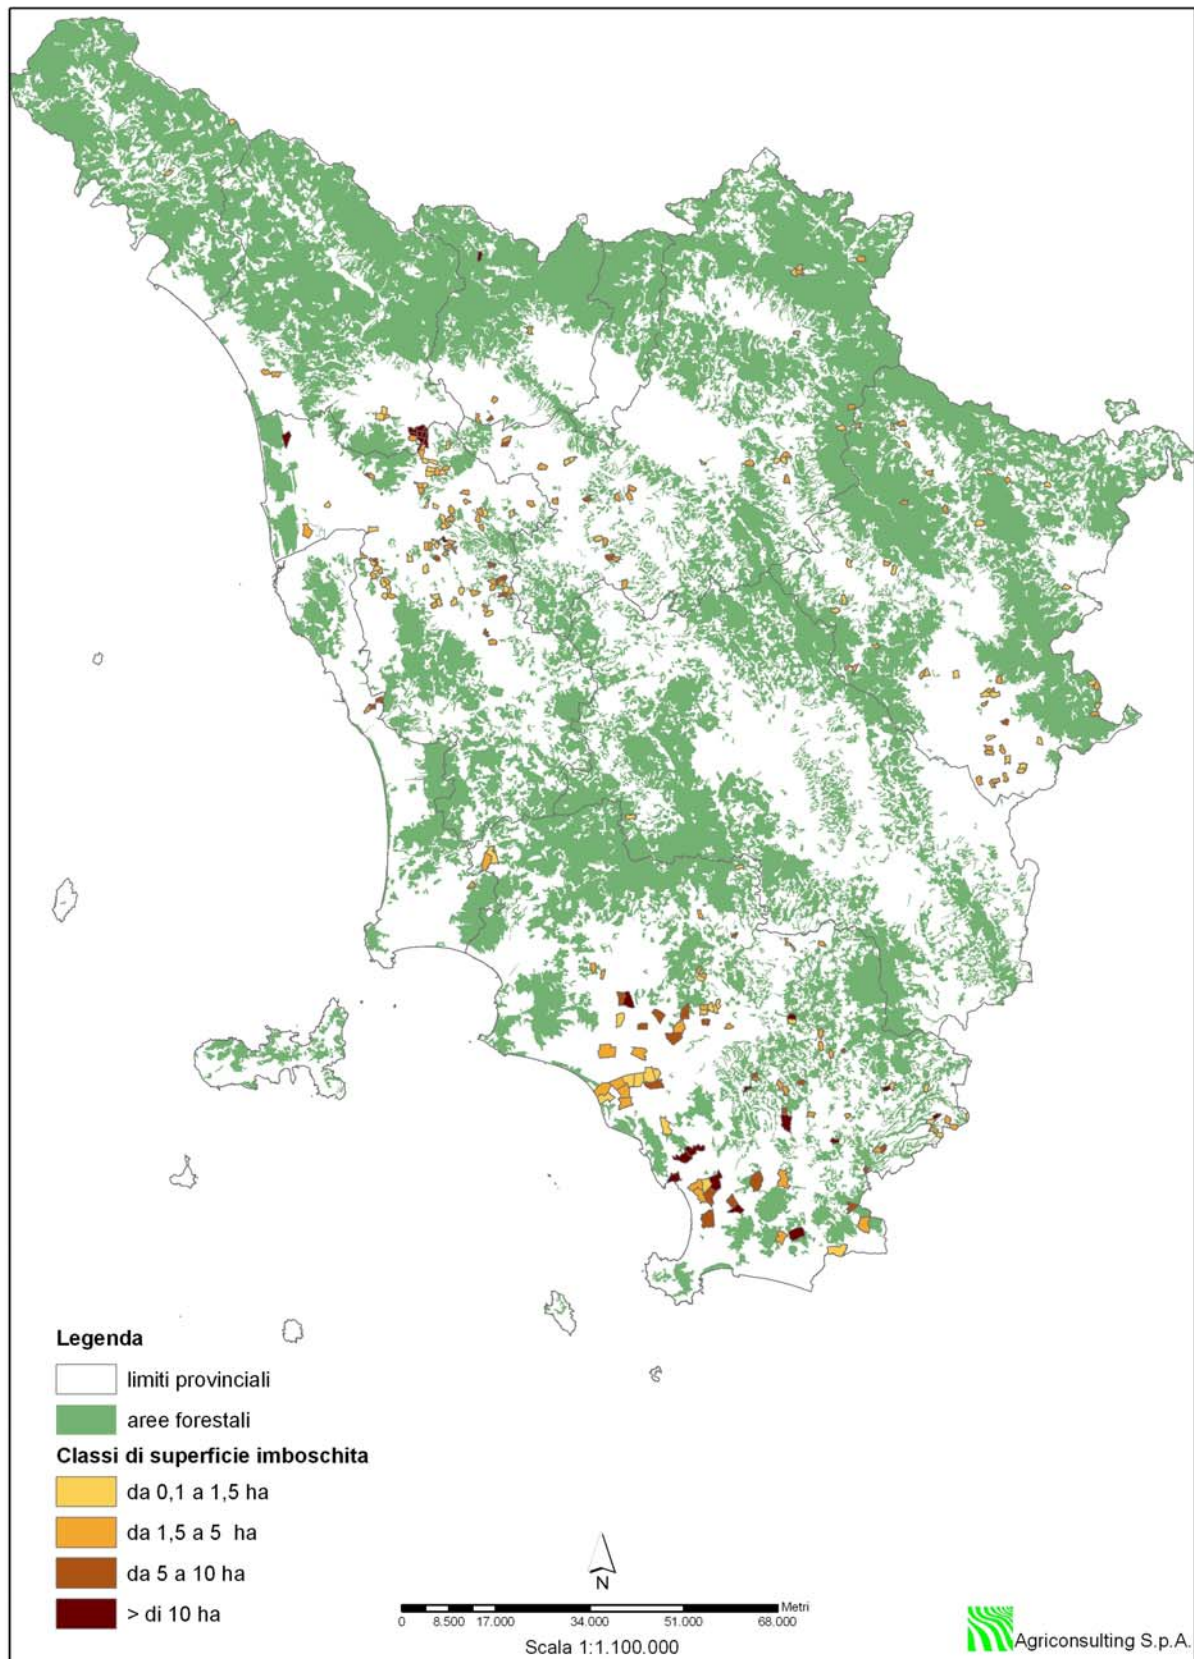 Legenda
limiti provinciali
aree forestali
Classi di superficie imboschita
da 0,1 a 1,5 ha
da 1,5 a 5 ha
da 5 a 10 ha
> di 10 ha
N
Metri
0 8.500 17.000 34.000 51.000 68.000
Scala 1:1.100.000
Agriconsulting S.p.A.